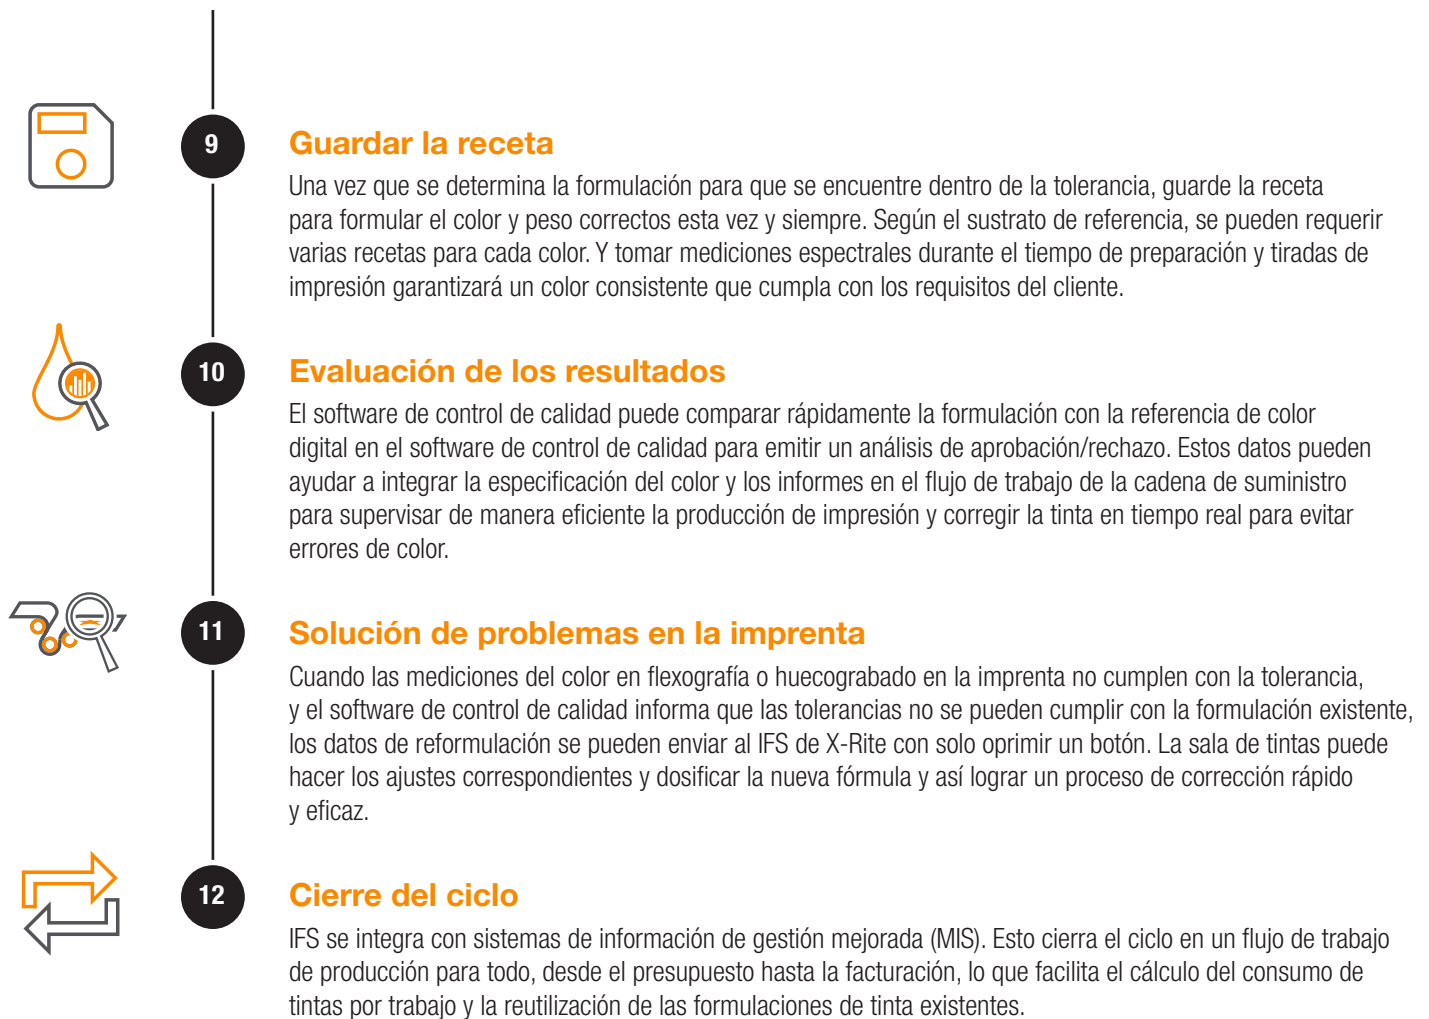 9
Guardar la receta
Una vez que se determina la formulación para que se encuentre dentro de la tolerancia, guarde la receta
para formular el color y peso correctos esta vez y siempre. Según el sustrato de referencia, se pueden requerir
varias recetas para cada color. Y tomar mediciones espectrales durante el tiempo de preparación y tiradas de
impresión garantizará un color consistente que cumpla con los requisitos del cliente.
10
Evaluación de los resultados
El software de control de calidad puede comparar rápidamente la formulación con la referencia de color
digital en el software de control de calidad para emitir un análisis de aprobación/rechazo. Estos datos pueden
ayudar a integrar la especificación del color y los informes en el flujo de trabajo de la cadena de suministro
para supervisar de manera eficiente la producción de impresión y corregir la tinta en tiempo real para evitar
errores de color.
11
Solución de problemas en la imprenta
Cuando las mediciones del color en flexografía o huecograbado en la imprenta no cumplen con la tolerancia,
y el software de control de calidad informa que las tolerancias no se pueden cumplir con la formulación existente,
los datos de reformulación se pueden enviar al IFS de X-Rite con solo oprimir un botón. La sala de tintas puede
hacer los ajustes correspondientes y dosificar la nueva fórmula y así lograr un proceso de corrección rápido
y eficaz.
12
Cierre del ciclo
IFS se integra con sistemas de información de gestión mejorada (MIS). Esto cierra el ciclo en un flujo de trabajo
de producción para todo, desde el presupuesto hasta la facturación, lo que facilita el cálculo del consumo de
tintas por trabajo y la reutilización de las formulaciones de tinta existentes.